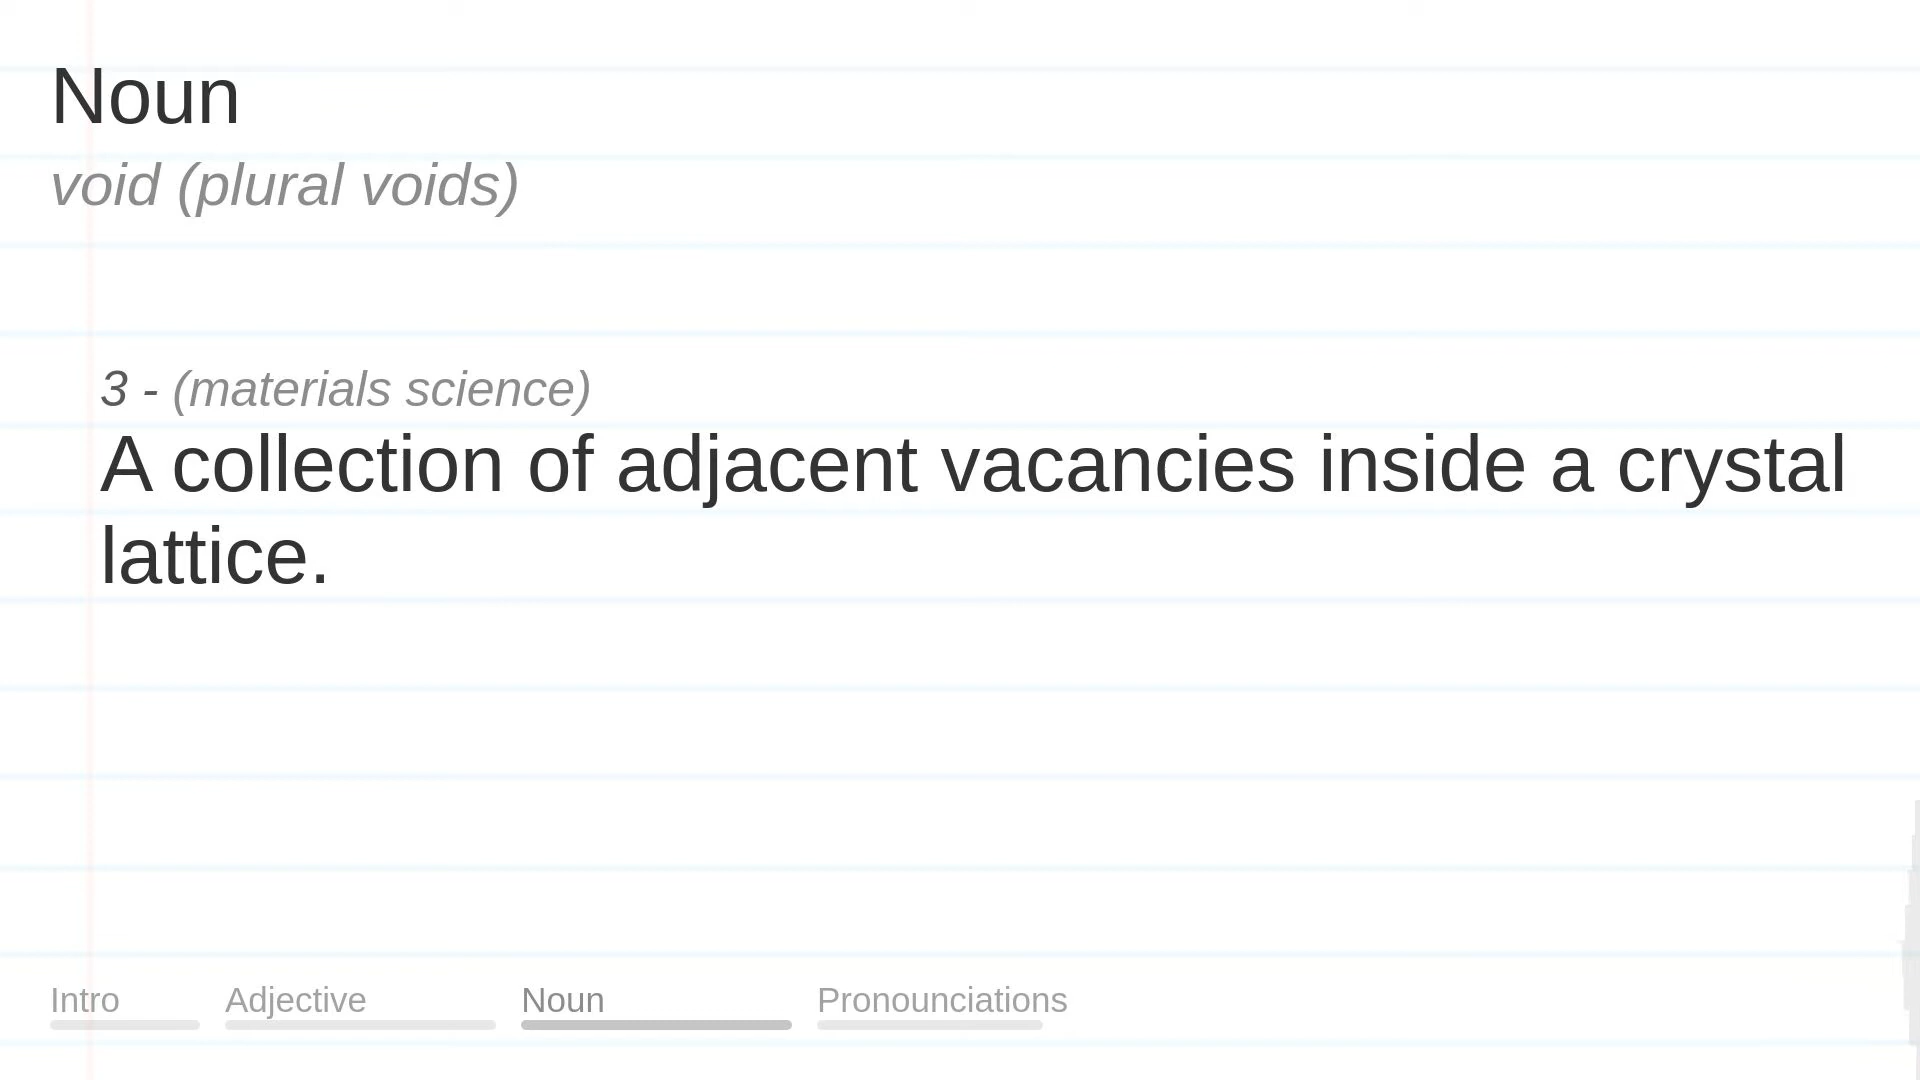 Noun
void (plural voids)
3 - (materials science)
A collection of adjacent vacancies inside a crystal
lattice.
Intro Adjective Noun Pronounciations